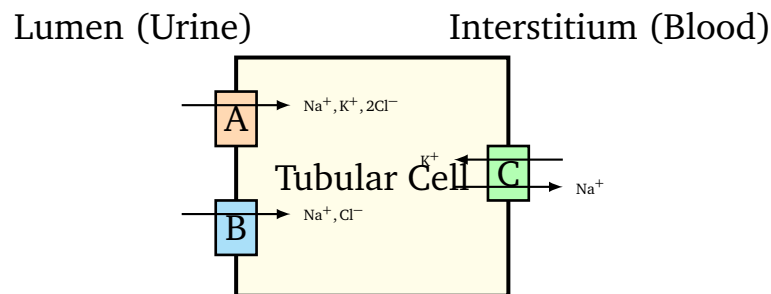 Lumen (Urine)
Interstitium (Blood)
A
Na⁺, K⁺, 2Cl⁻
K⁺
Tubular Cell
C
Na⁺
B
Na⁺, Cl⁻